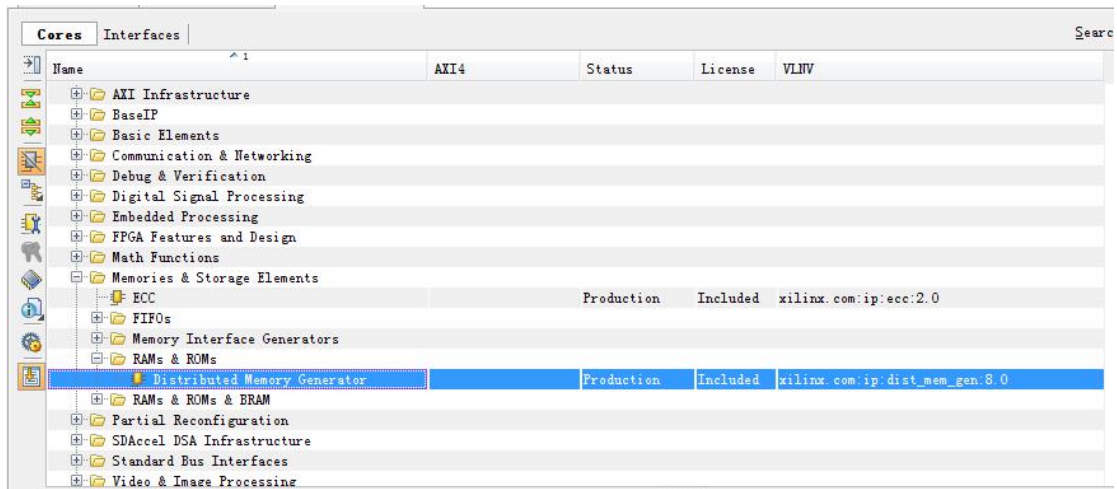 Cores Interfaces Searc
Name 1 AXI4 Status License VLNV
AXI Infrastructure
BaseIP
Basic Elements
Communication & Networking
Debug & Verification
Digital Signal Processing
Embedded Processing
FPGA Features and Design
Math Functions
Memories & Storage Elements
ECC Production Included xilinx.com:ip:ecc:2.0
FIFOs
Memory Interface Generators
RAMs & ROMs
Distributed Memory Generator Production Included xilinx.com:ip:dist_mem_gen:8.0
RAMs & ROMs & BRAM
Partial Reconfiguration
SDAccel DSA Infrastructure
Standard Bus Interfaces
Video & Image Processing